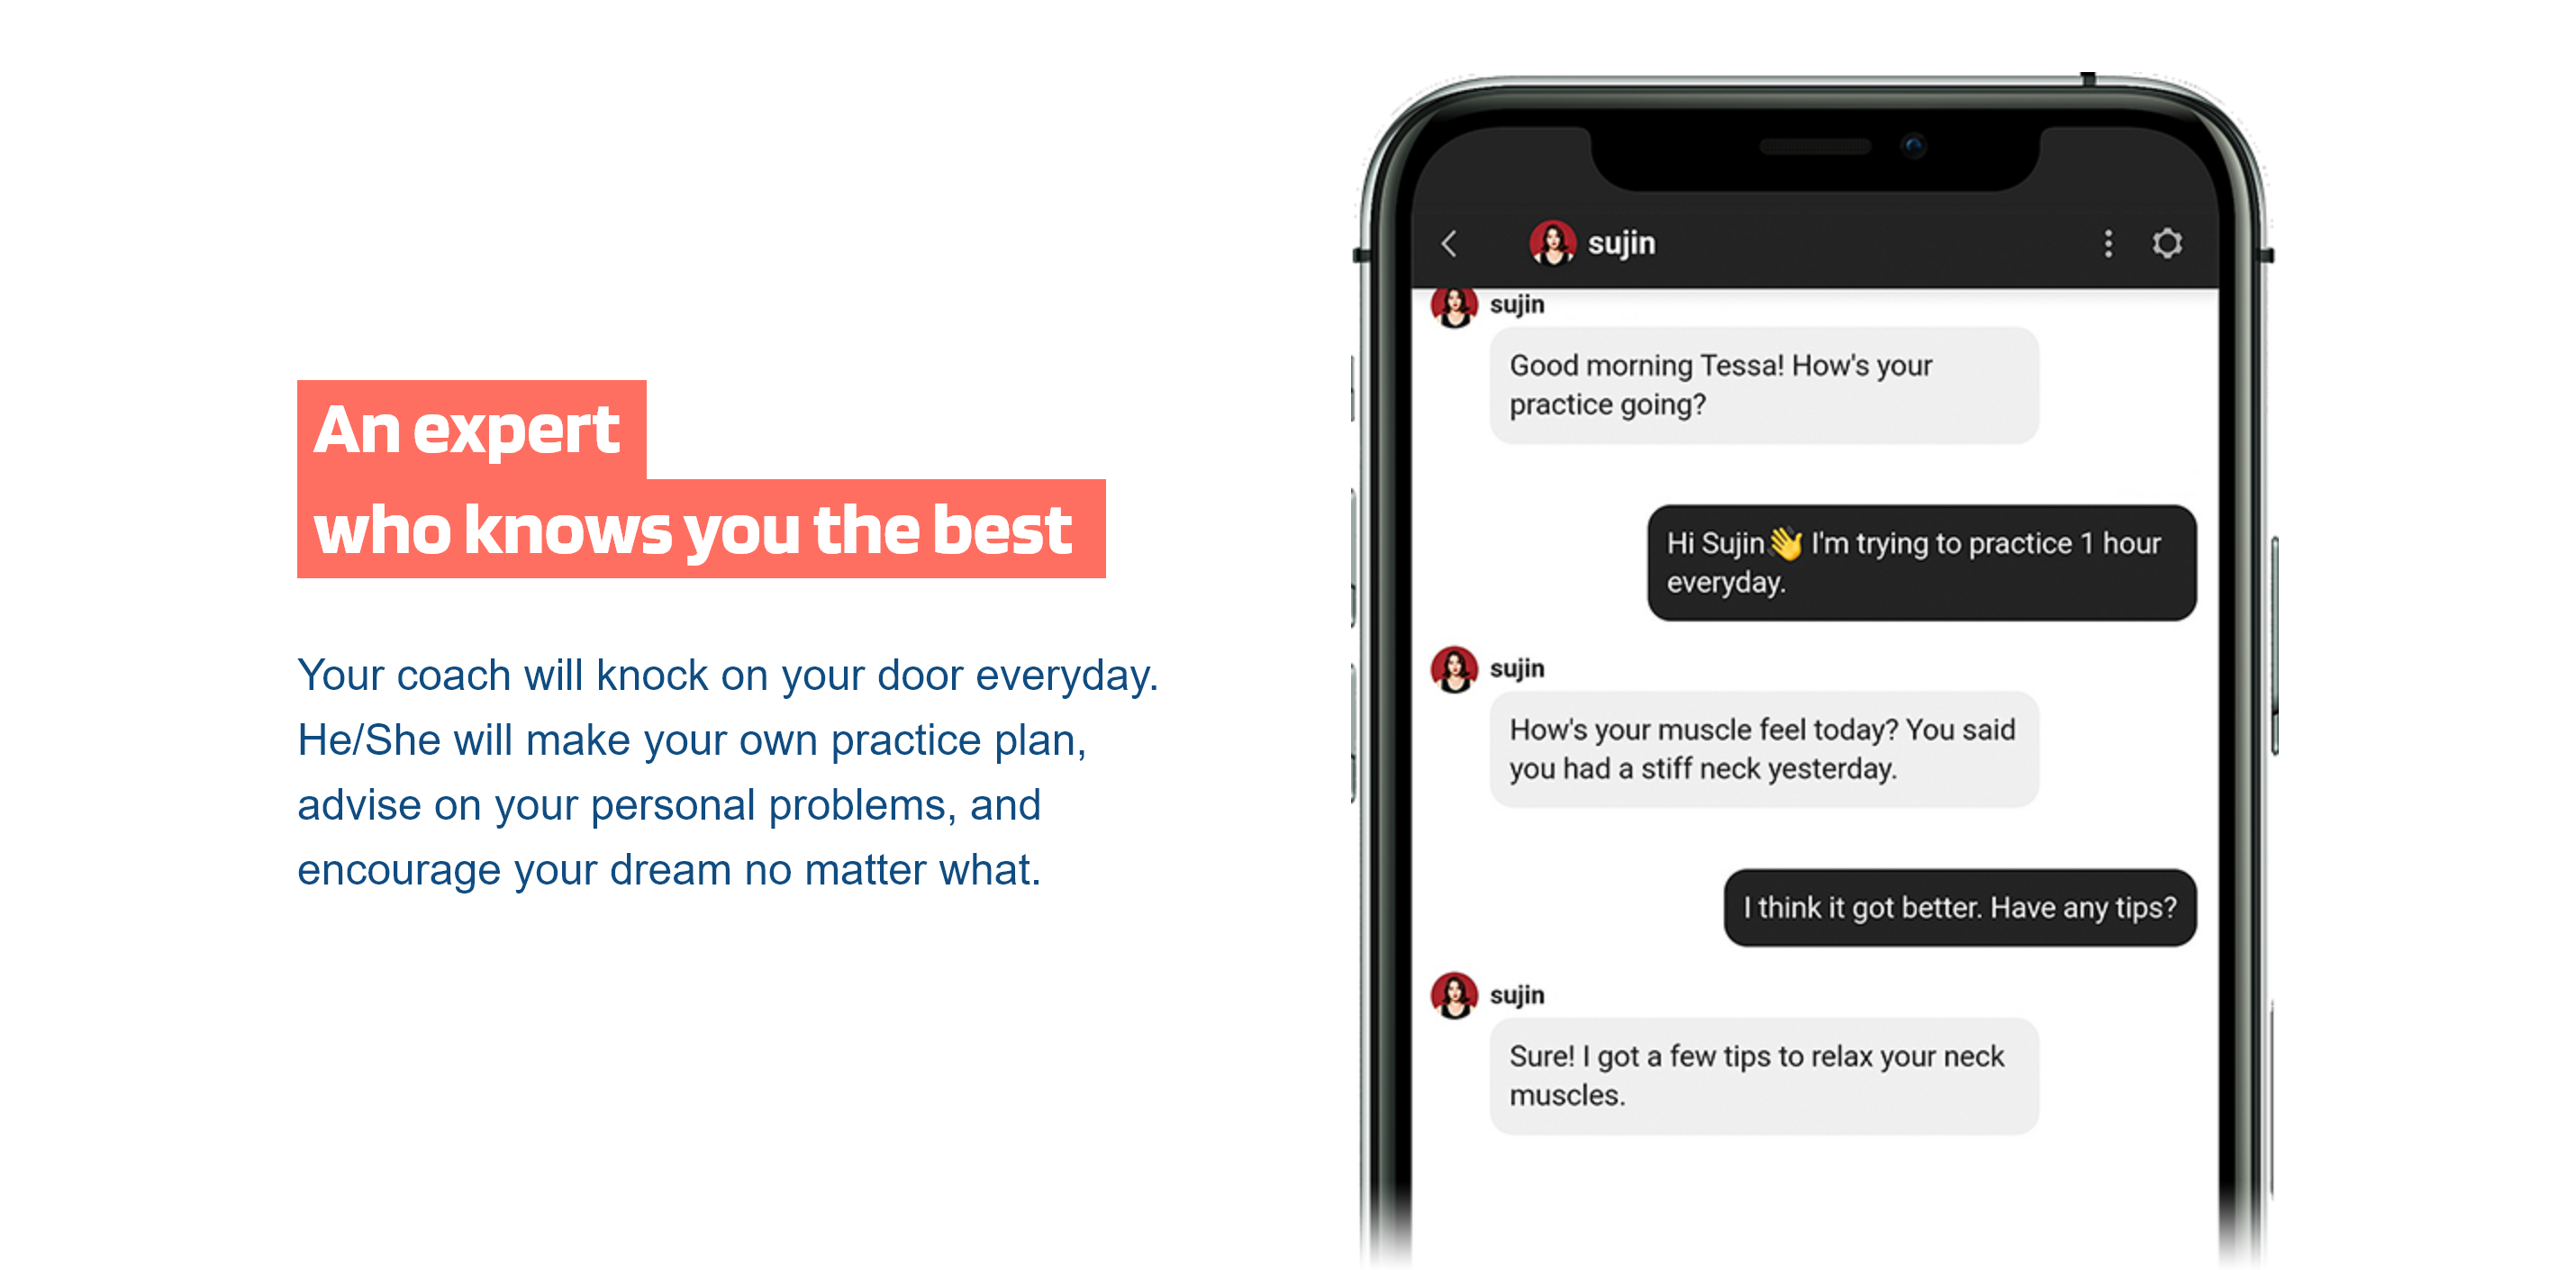 An expert
who knows you the best
Your coach will knock on your door everyday.
He/She will make your own practice plan,
advise on your personal problems, and
encourage your dream no matter what.
sujin
sujin
Good morning Tessa! How's your
practice going?
Hi Sujin👋 I'm trying to practice 1 hour
everyday.
sujin
How's your muscle feel today? You said
you had a stiff neck yesterday.
I think it got better. Have any tips?
sujin
Sure! I got a few tips to relax your neck
muscles.